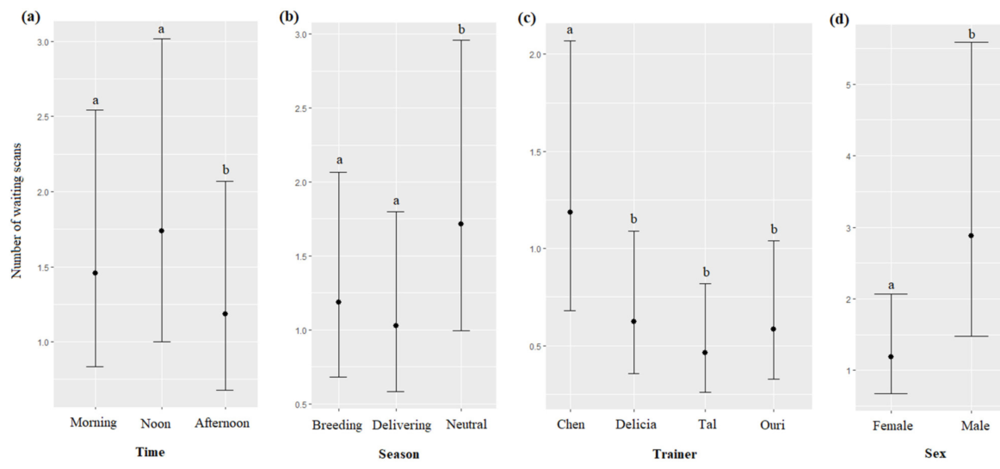 (a)
(b)
(c)
(d)
Number of waiting scans
3.0
2.5
2.0
1.5
1.0
a
a
b
Morning
Noon
Afternoon
Time
3.0
2.5
2.0
1.5
1.0
0.5
a
a
b
Breeding
Delivering
Neutral
Season
2.0
1.5
1.0
0.5
a
b
b
b
Chen
Delicia
Tal
Ouri
Trainer
5
4
3
2
1
a
b
Female
Male
Sex